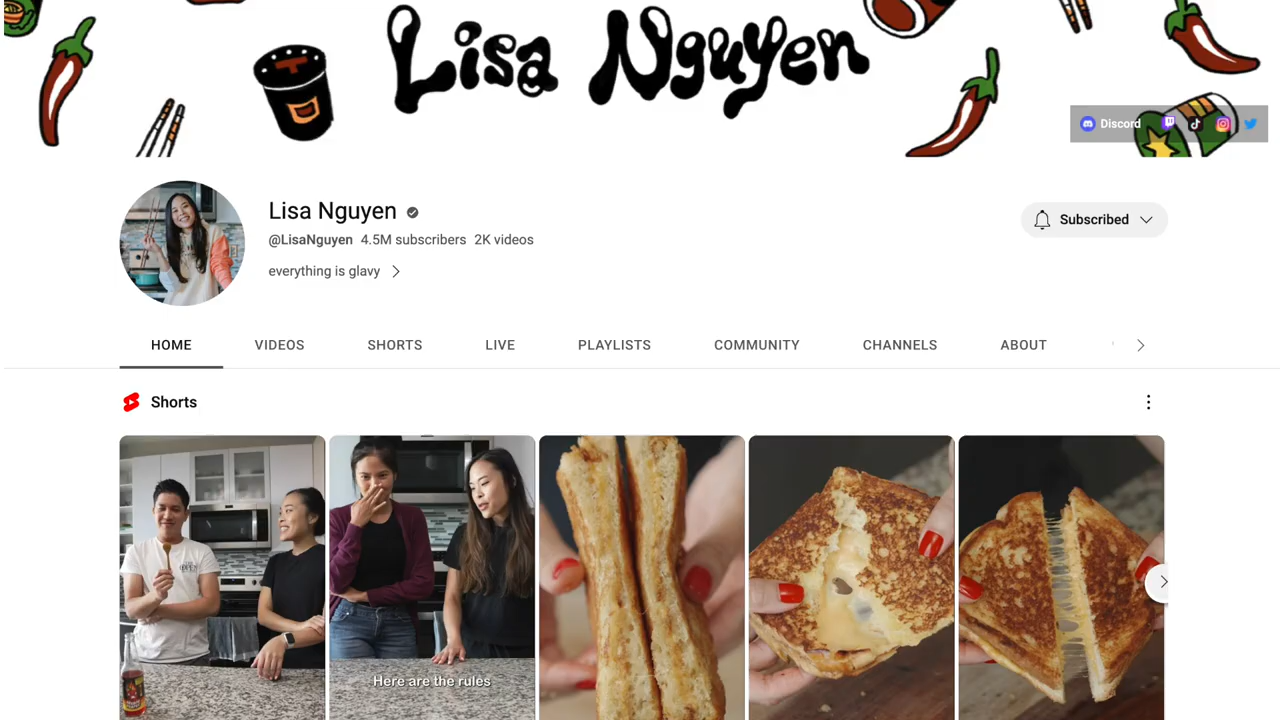 Lisa Nguyen
Discord
Lisa Nguyen
@LisaNguyen 4.5M subscribers 2K videos
everything is glavy
Subscribed
HOME VIDEOS SHORTS LIVE PLAYLISTS COMMUNITY CHANNELS ABOUT
Shorts
OPEN
Here are the rules